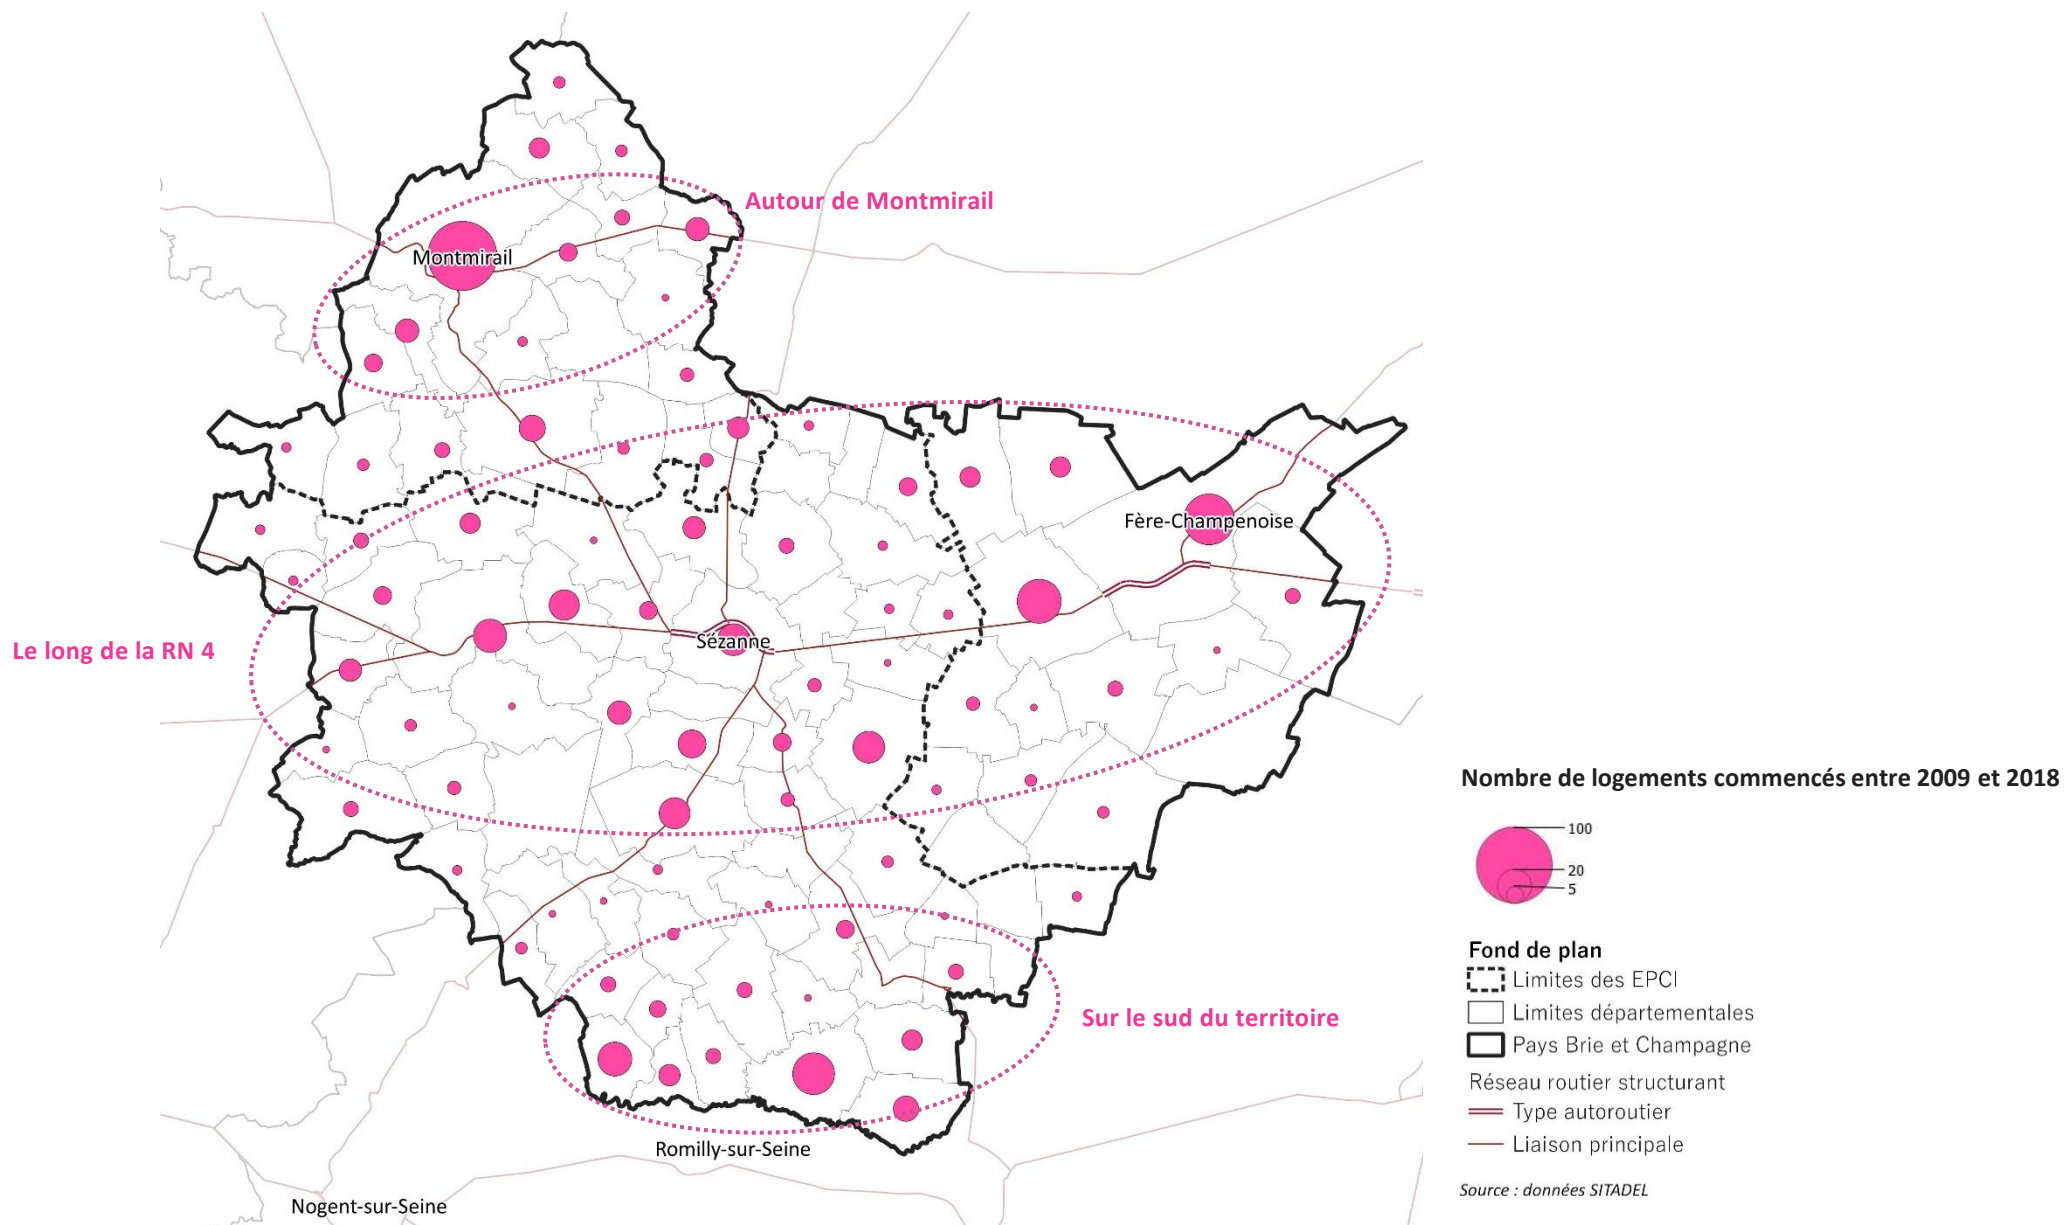 Autour de Montmirail
Montmirail
Fère-Champenoise
Sézanne
Le long de la RN 4
Sur le sud du territoire
Romilly-sur-Seine
Nogent-sur-Seine
Nombre de logements commencés entre 2009 et 2018
100
20
5
Fond de plan
Limites des EPCI
Limites départementales
Pays Brie et Champagne
Réseau routier structurant
Type autoroutier
Liaison principale
Source : données SITADEL